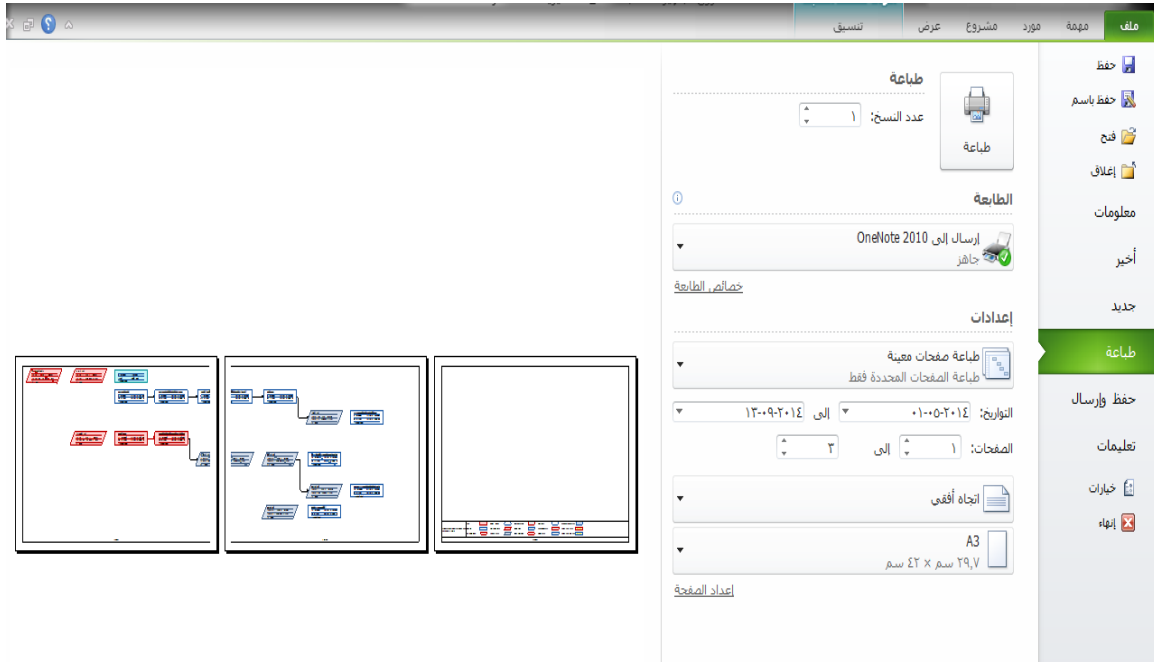 ملف
مهمة
مورد
مشروع
عرض
تنسيق
حفظ
حفظ باسم
فتح
إغلاق
معلومات
أخير
جديد
طباعة
حفظ وإرسال
تعليمات
خيارات
إنهاء
طباعة
طباعة
عدد النسخ: ١
الطابعة
إرسال إلى OneNote 2010
جاهز
خصائص الطابعة
إعدادات
طباعة صفحات معينة
طباعة الصفحات المحددة فقط
التواريخ: ٢٠١٤-٠٥-٠١ إلى ٢٠١٤-٠٩-١٣
الصفحات: ١ إلى ٣
اتجاه أفقي
A3
٢٩,٧ سم × ٤٢ سم
إعداد الصفحة